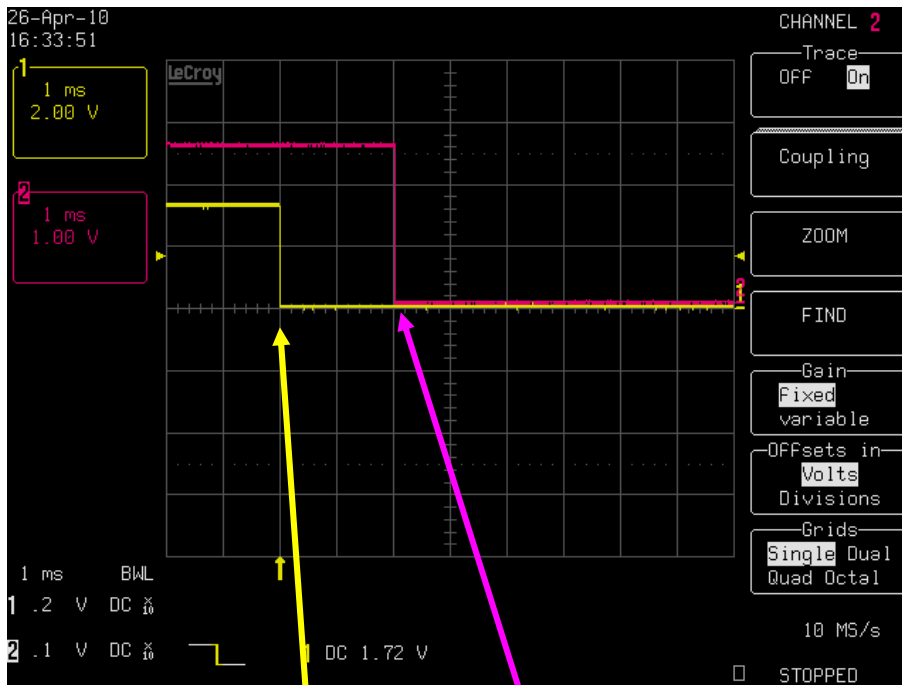 26-Apr-10
16:33:51
1
1 ms
2.00 V
2
1 ms
1.00 V
LeCroy
CHANNEL 2
Trace
OFF On
Coupling
ZOOM
FIND
Gain
Fixed
variable
OFFsets in
Volts
Divisions
Grids
Single Dual
Quad Octal
1 ms BWL
1 .2 V DC X10
2 .1 V DC X10
DC 1.72 V
10 MS/s
STOPPED